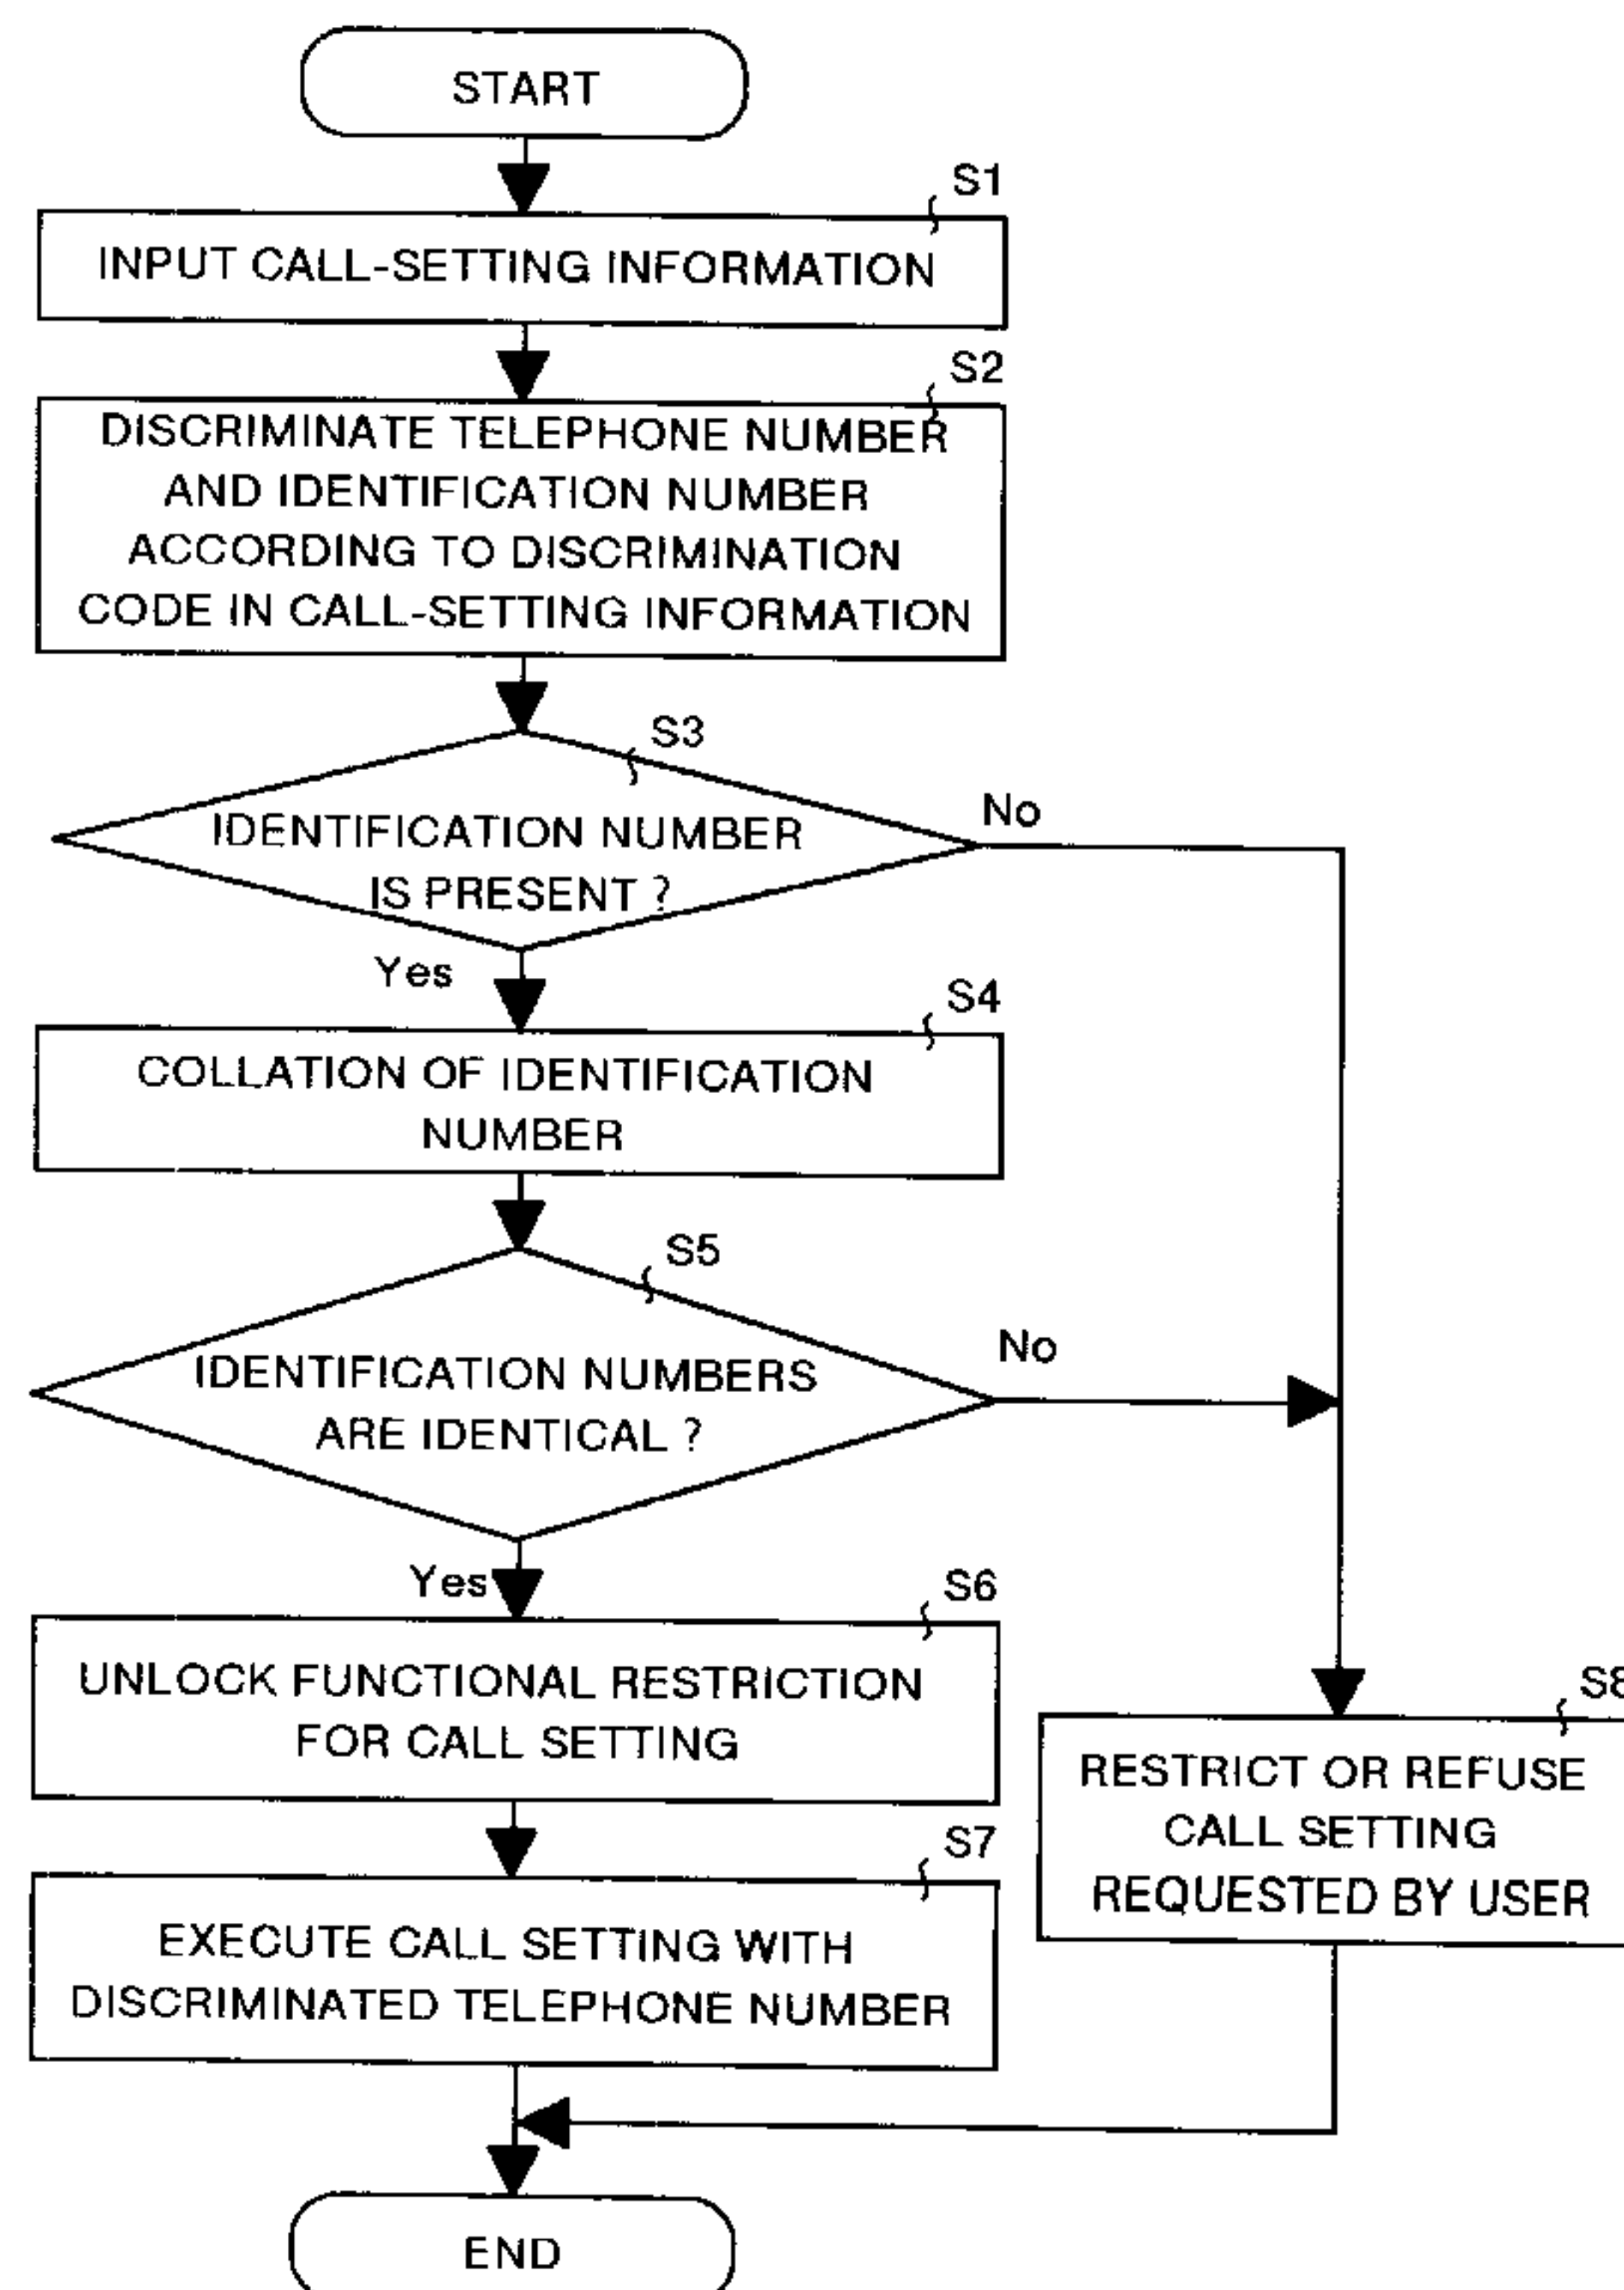 START
S1
INPUT CALL-SETTING INFORMATION
S2
DISCRIMINATE TELEPHONE NUMBER
AND IDENTIFICATION NUMBER
ACCORDING TO DISCRIMINATION
CODE IN CALL-SETTING INFORMATION
S3
IDENTIFICATION NUMBER
IS PRESENT ?
No
Yes
S4
COLLATION OF IDENTIFICATION
NUMBER
S5
IDENTIFICATION NUMBERS
ARE IDENTICAL ?
No
Yes
S6
UNLOCK FUNCTIONAL RESTRICTION
FOR CALL SETTING
S7
EXECUTE CALL SETTING WITH
DISCRIMINATED TELEPHONE NUMBER
S8
RESTRICT OR REFUSE
CALL SETTING
REQUESTED BY USER
END